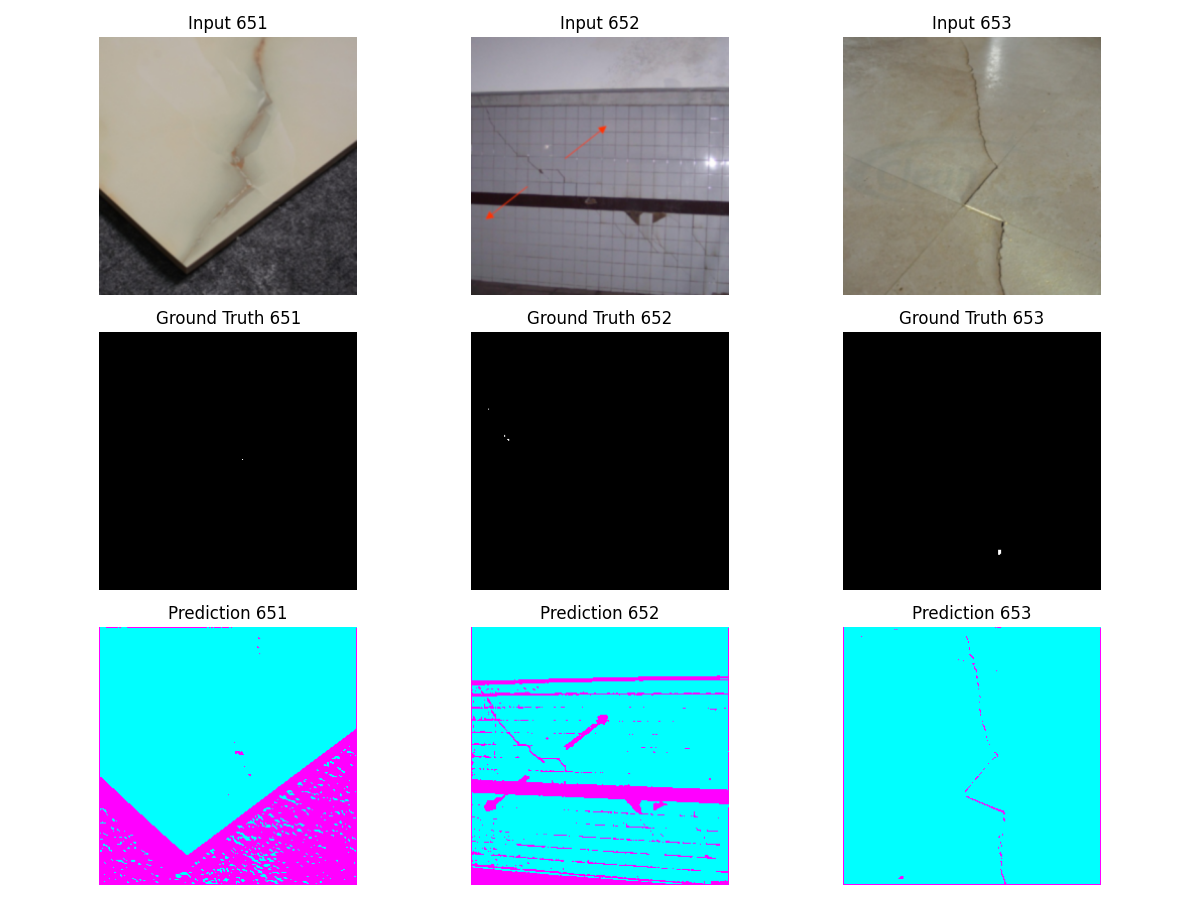 Input 651
Input 652
Input 653
Ground Truth 651
Ground Truth 652
Ground Truth 653
Prediction 651
Prediction 652
Prediction 653